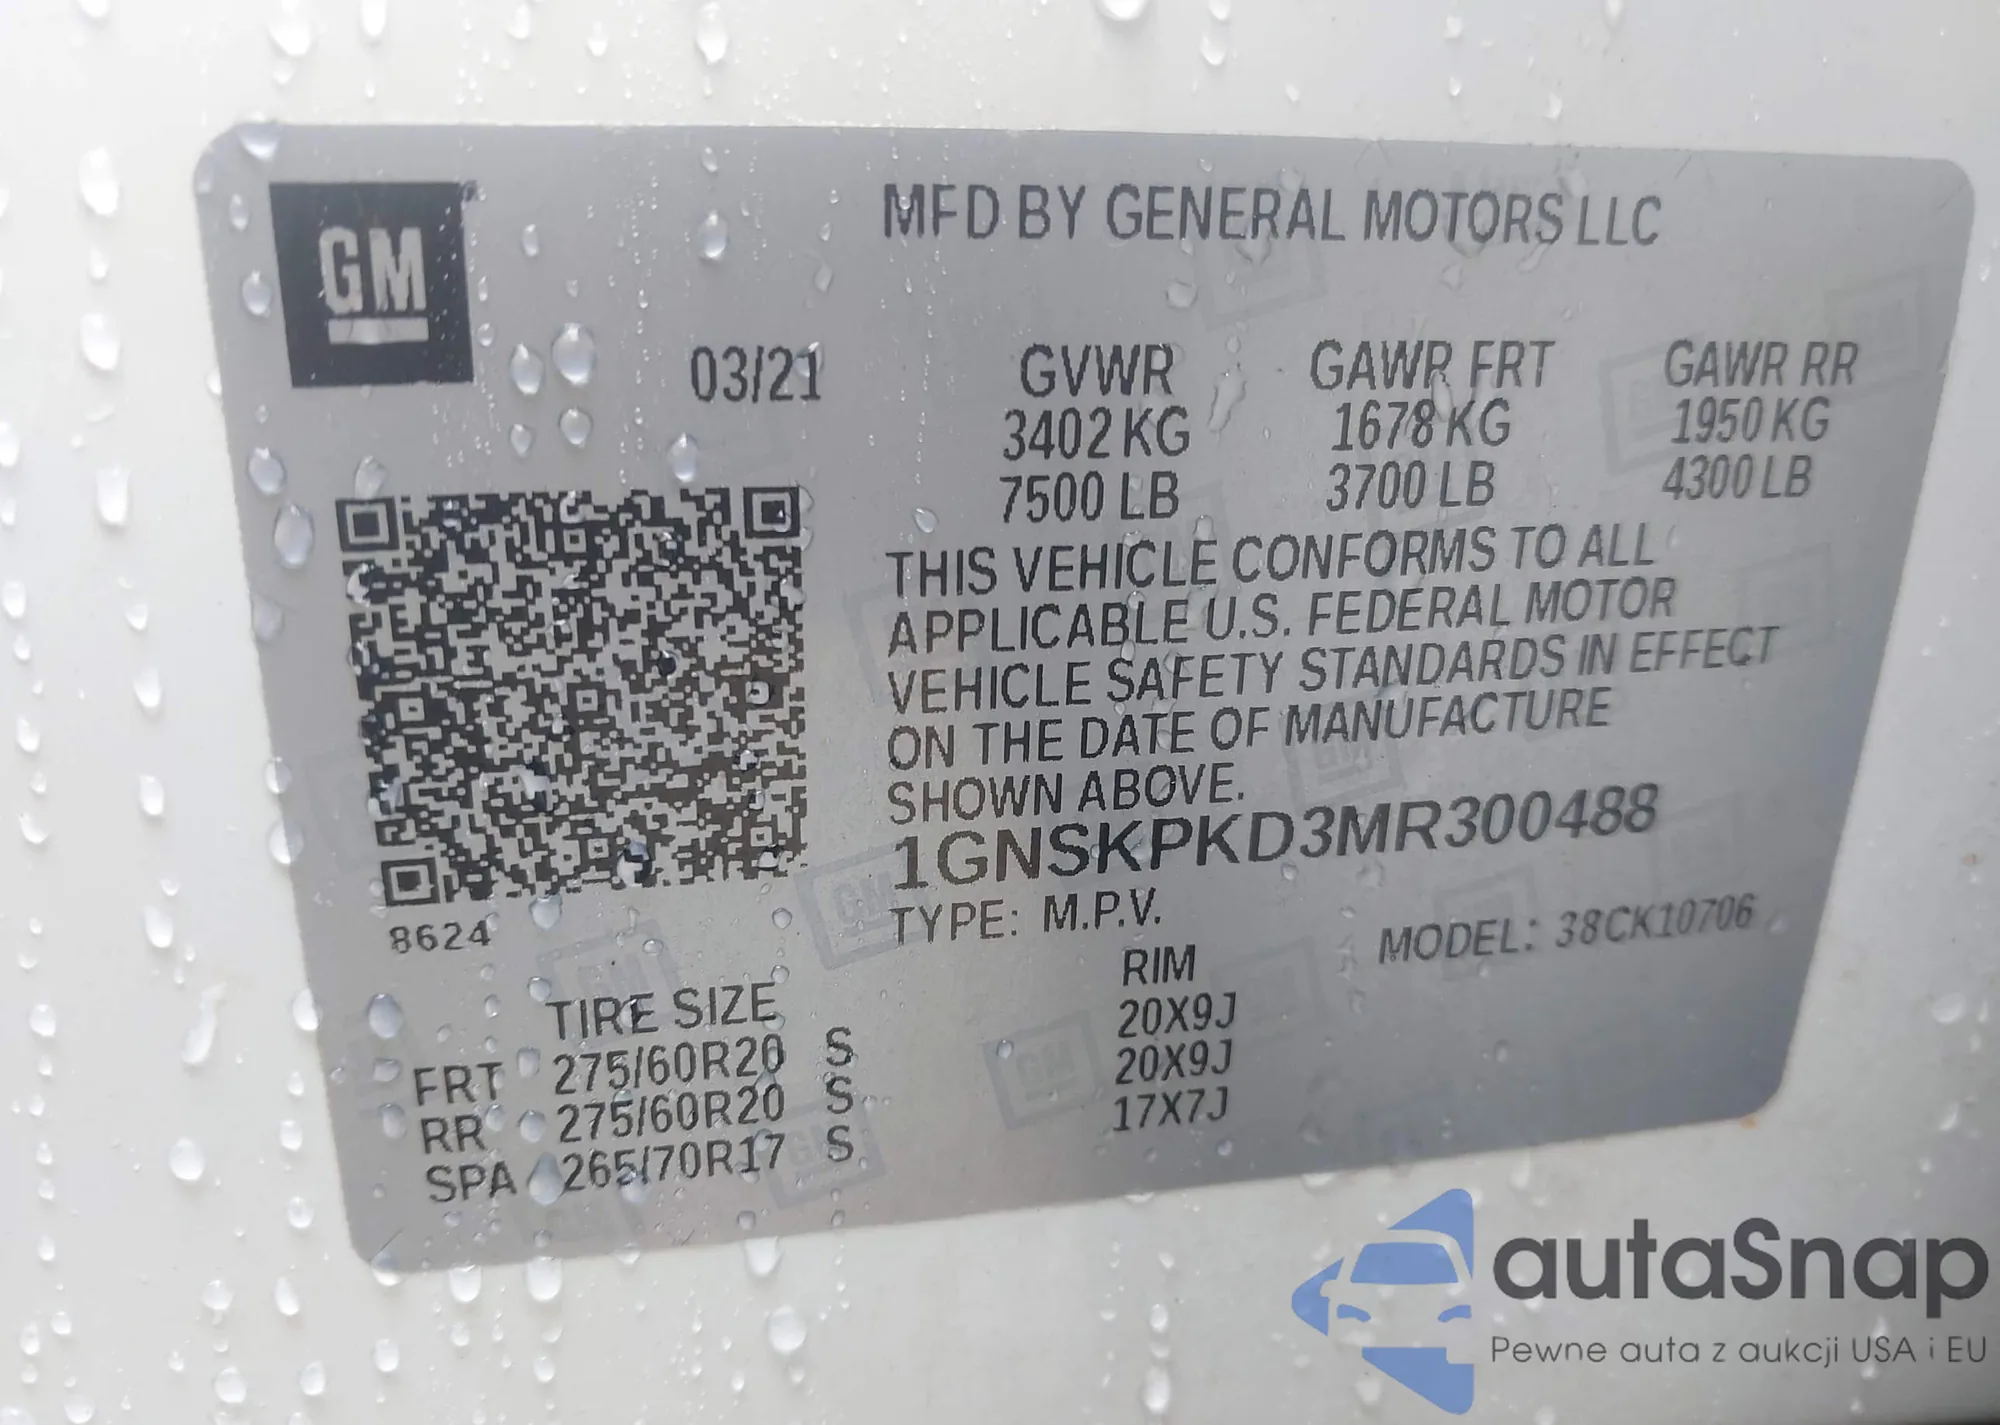 GM
MFD BY GENERAL MOTORS LLC
03/21
GVWR GAWR FRT GAWR RR
3402 KG 1678 KG 1950 KG
7500 LB 3700 LB 4300 LB
THIS VEHICLE CONFORMS TO ALL
APPLICABLE U.S. FEDERAL MOTOR
VEHICLE SAFETY STANDARDS IN EFFECT
ON THE DATE OF MANUFACTURE
SHOWN ABOVE.
1GNSKPKD3MR300488
TYPE: M.P.V. MODEL: 38CK10706
8624
TIRE SIZE RIM
FRT 275/60R20 S 20X9J
RR 275/60R20 S 20X9J
SPA 265/70R17 S 17X7J
autaSnap
Pewne auta z aukcji USA i EU